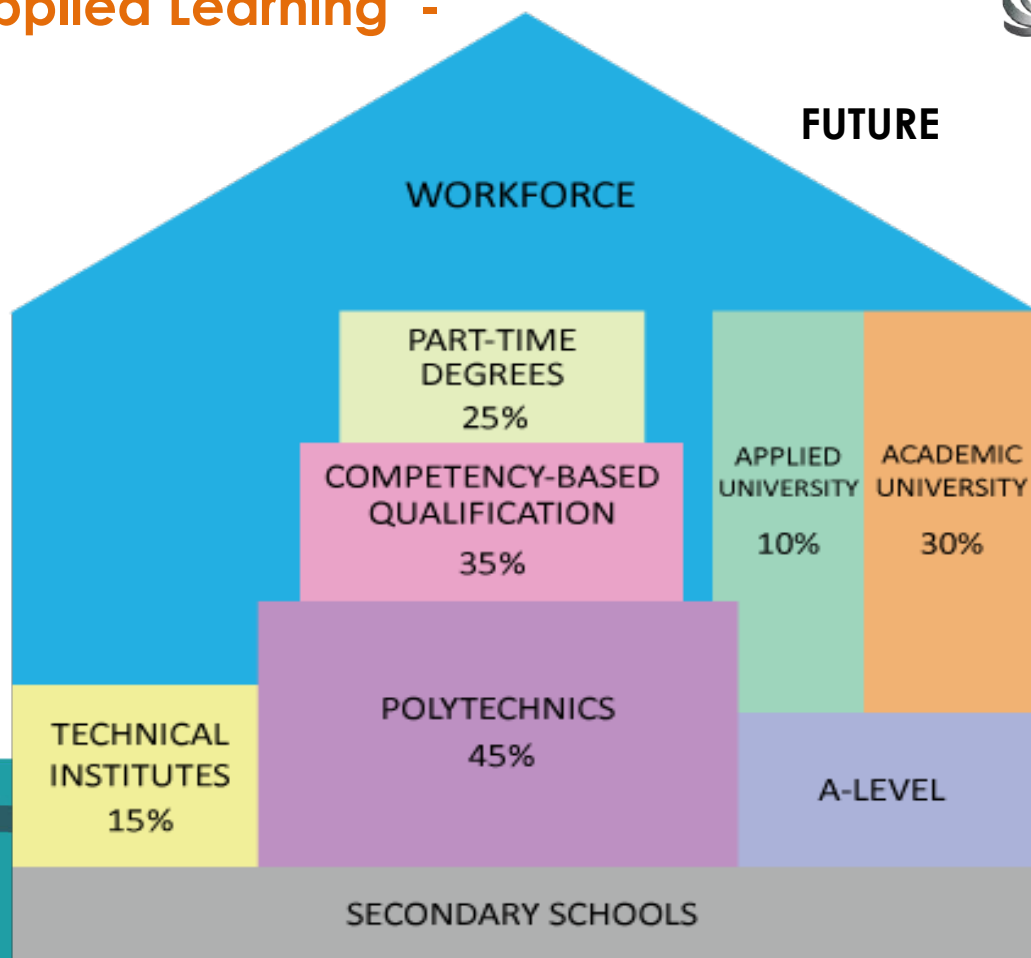 Applied Learning -
FUTURE
WORKFORCE
PART-TIME
DEGREES
25%
COMPETENCY-BASED
QUALIFICATION
35%
APPLIED
UNIVERSITY
10%
ACADEMIC
UNIVERSITY
30%
TECHNICAL
INSTITUTES
15%
POLYTECHNICS
45%
A-LEVEL
SECONDARY SCHOOLS